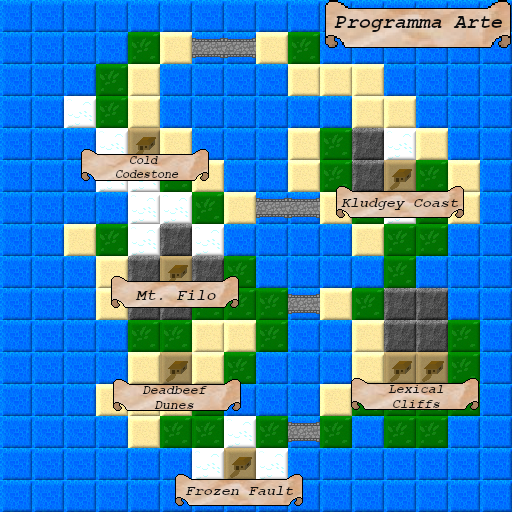 Programma Arte
Cold
Codestone
Kludgey Coast
Mt. Filo
Deadbeef
Dunes
Lexical
Cliffs
Frozen Fault